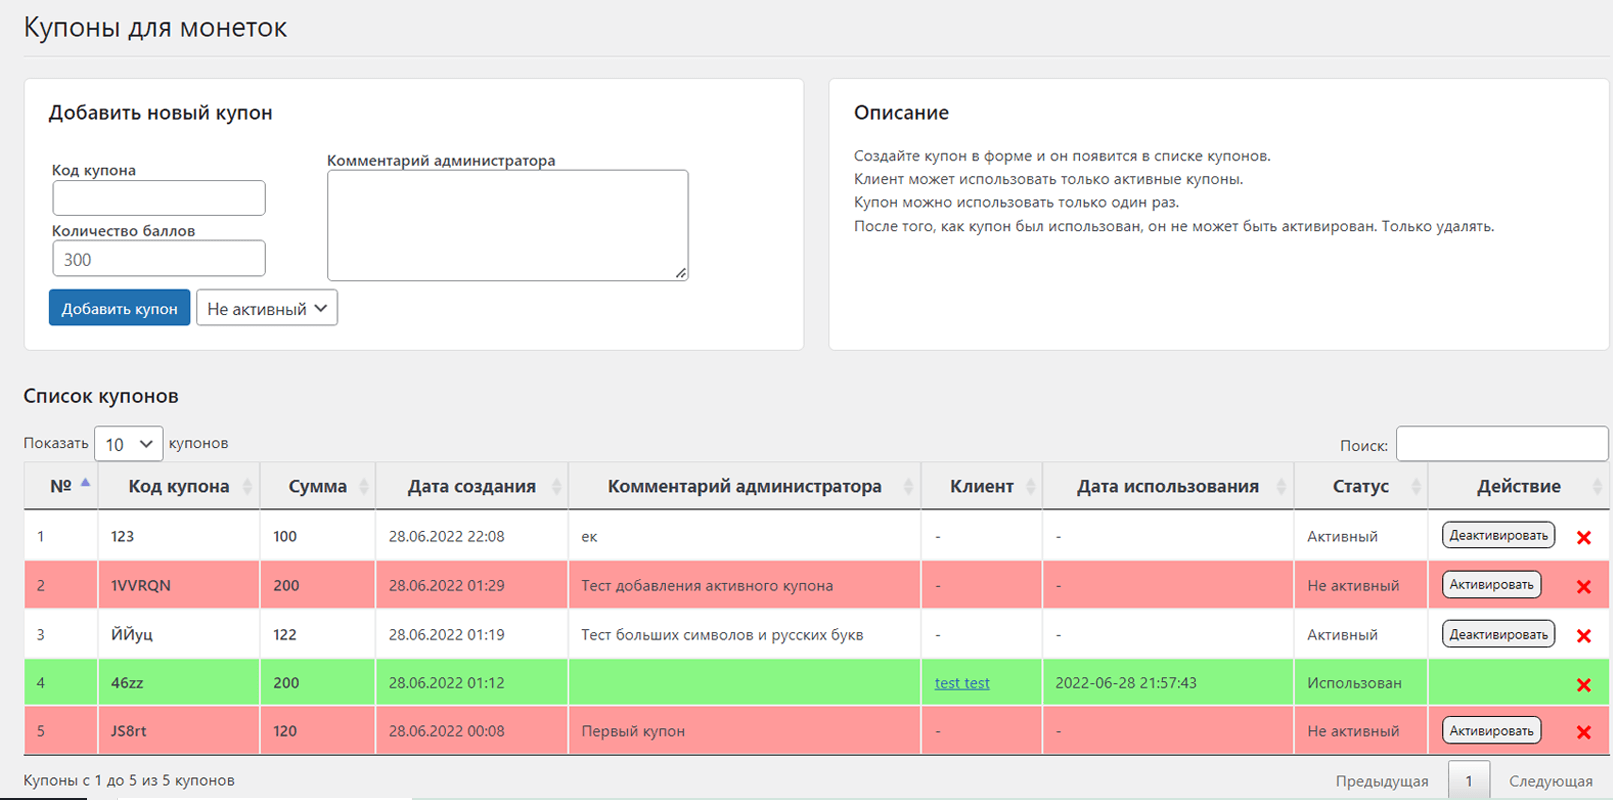 Купоны для монеток
Добавить новый купон
Код купона
Количество баллов
300
Добавить купон Не активный
Комментарий администратора
Описание
Создайте купон в форме и он появится в списке купонов.
Клиент может использовать только активные купоны.
Купон можно использовать только один раз.
После того, как купон был использован, он не может быть активирован. Только удалять.
Список купонов
Показать 10 купонов
Поиск:
№ Код купона Сумма Дата создания Комментарий администратора Клиент Дата использования Статус Действие
1 123 100 28.06.2022 22:08 ек - - Активный Деактивировать
2 1VVRQN 200 28.06.2022 01:29 Тест добавления активного купона - - Не активный Активировать
3 ЙЙуц 122 28.06.2022 01:19 Тест больших символов и русских букв - - Активный Деактивировать
4 46zz 200 28.06.2022 01:12 test test 2022-06-28 21:57:43 Использован
5 JS8rt 120 28.06.2022 00:08 Первый купон - - Не активный Активировать
Купоны с 1 до 5 из 5 купонов
Предыдущая 1 Следующая